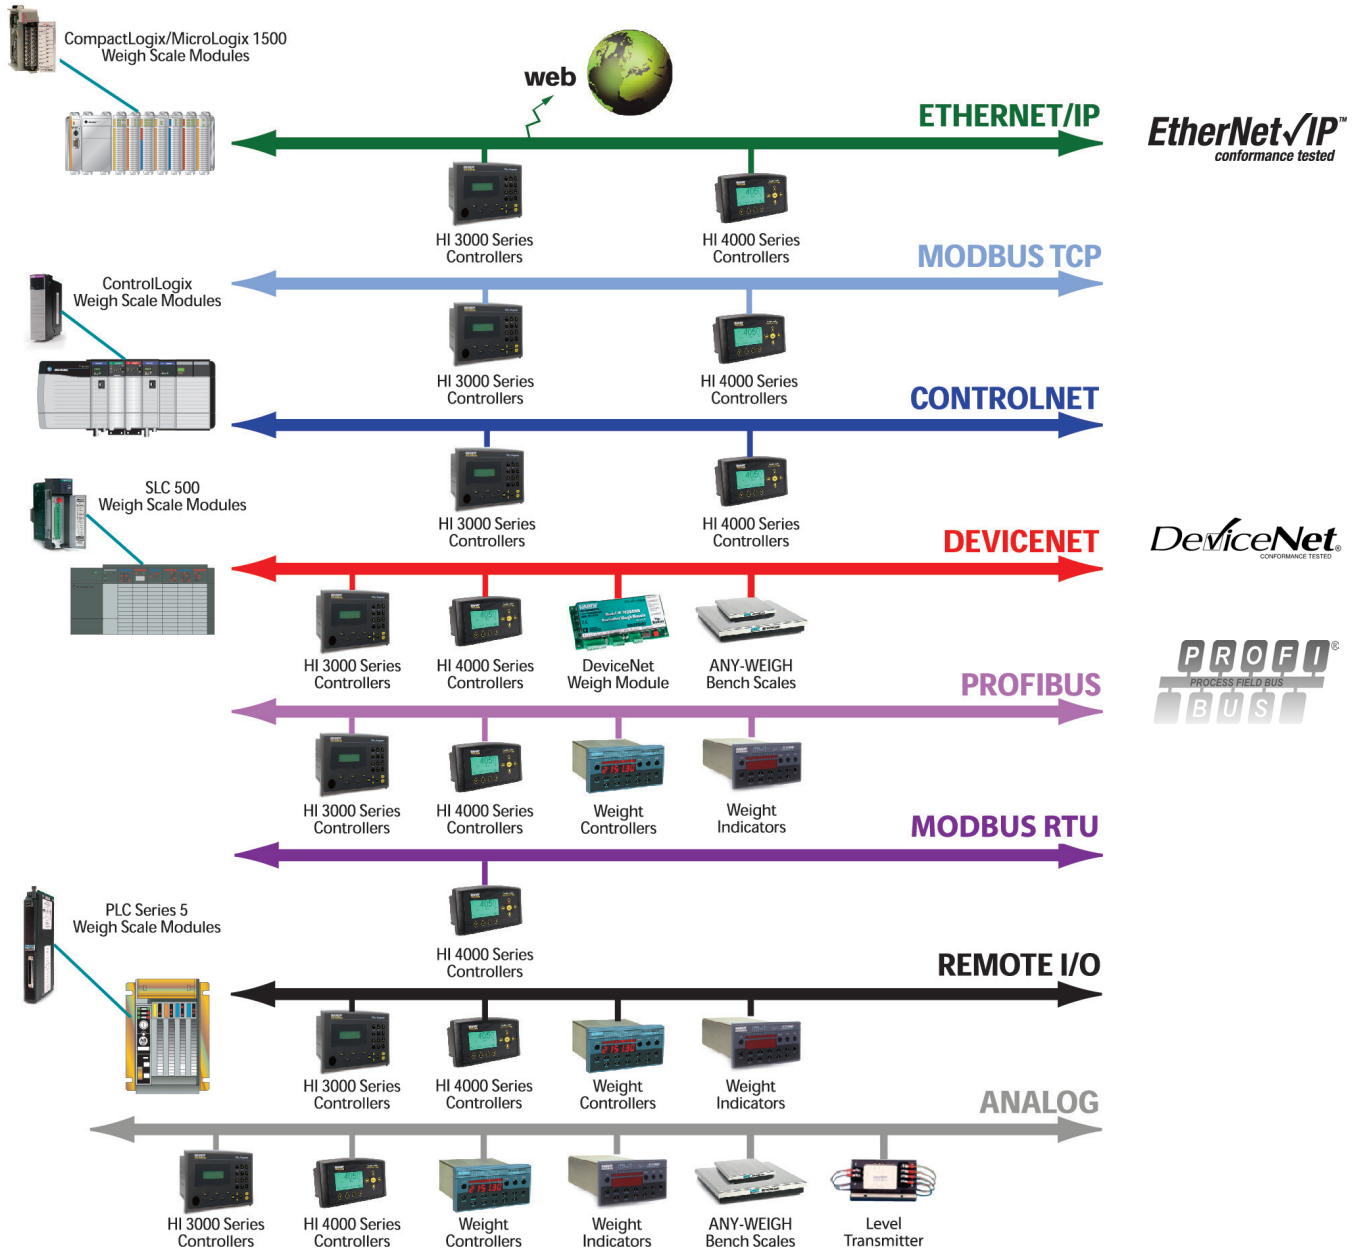 CompactLogix/MicroLogix 1500
Weigh Scale Modules
web
ETHERNET/IP
EtherNet/IP™
conformance tested
HI 3000 Series
Controllers
HI 4000 Series
Controllers
MODBUS TCP
ControlLogix
Weigh Scale Modules
HI 3000 Series
Controllers
HI 4000 Series
Controllers
CONTROLNET
SLC 500
Weigh Scale Modules
HI 3000 Series
Controllers
HI 4000 Series
Controllers
DEVICENET
DeviceNet®
CONFORMANCE TESTED
HI 3000 Series
Controllers
HI 4000 Series
Controllers
DeviceNet
Weigh Module
ANY-WEIGH
Bench Scales
PROFI®
PROCESS FIELD BUS
BUS
PROFIBUS
HI 3000 Series
Controllers
HI 4000 Series
Controllers
Weight
Controllers
Weight
Indicators
MODBUS RTU
PLC Series 5
Weigh Scale Modules
HI 4000 Series
Controllers
REMOTE I/O
HI 3000 Series
Controllers
HI 4000 Series
Controllers
Weight
Controllers
Weight
Indicators
ANALOG
HI 3000 Series
Controllers
HI 4000 Series
Controllers
Weight
Controllers
Weight
Indicators
ANY-WEIGH
Bench Scales
Level
Transmitter